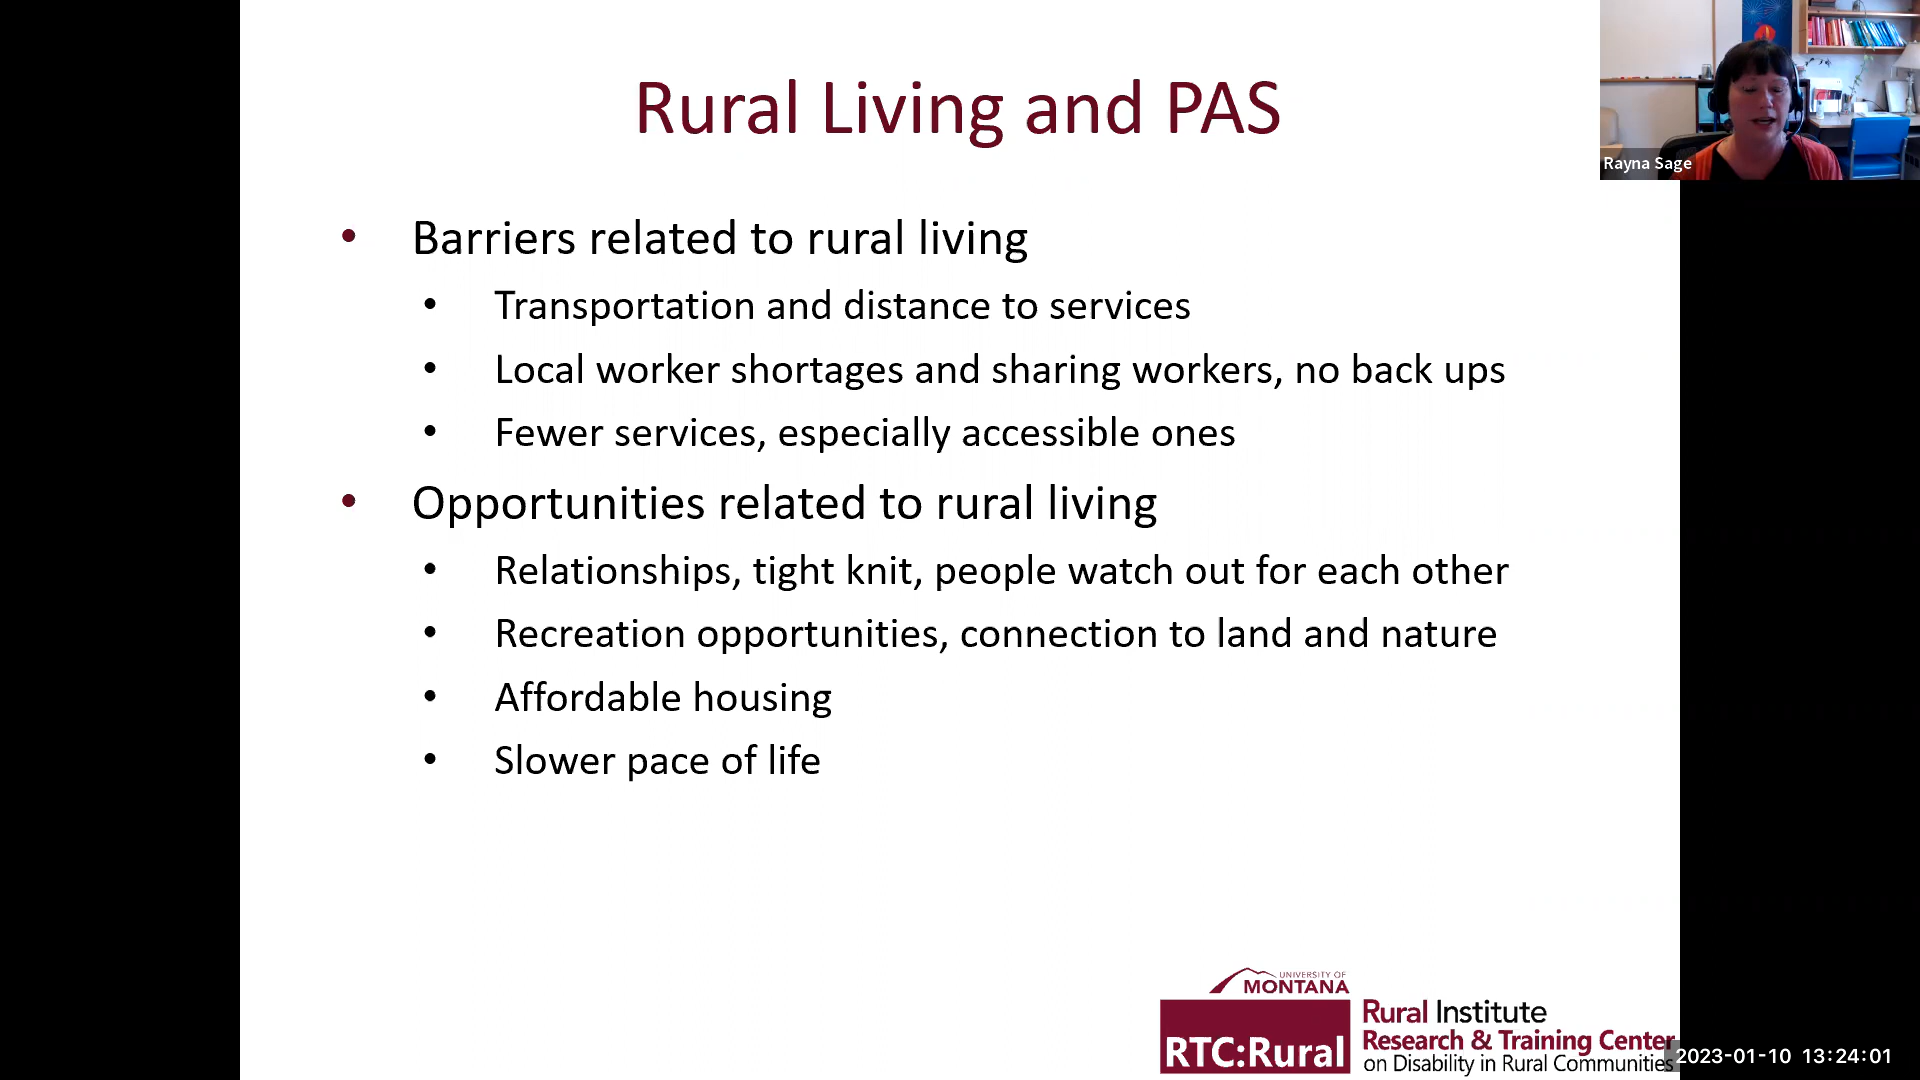 Rural Living and PAS
Rayna Sage
• Barriers related to rural living
• Transportation and distance to services
• Local worker shortages and sharing workers, no back ups
• Fewer services, especially accessible ones
• Opportunities related to rural living
• Relationships, tight knit, people watch out for each other
• Recreation opportunities, connection to land and nature
• Affordable housing
• Slower pace of life
UNIVERSITY OF
MONTANA
RTC:Rural
Rural Institute
Research & Training Center
on Disability in Rural Communities
2023-01-10 13:24:01